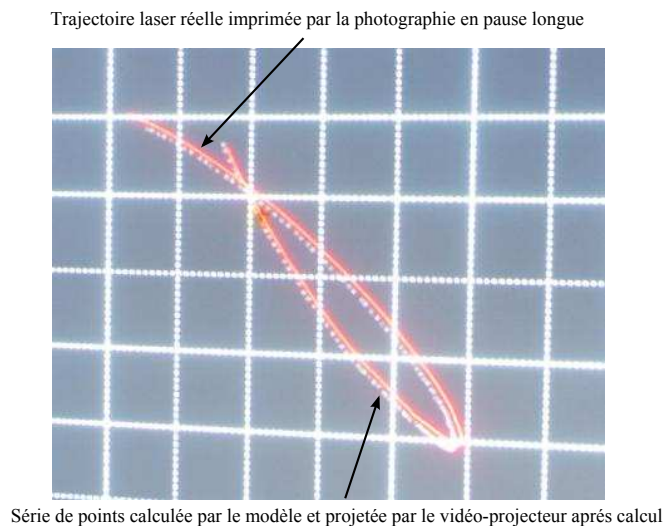 Trajectoire laser réelle imprimée par la photographie en pause longue
Série de points calculée par le modèle et projetée par le vidéo-projecteur aprés calcul